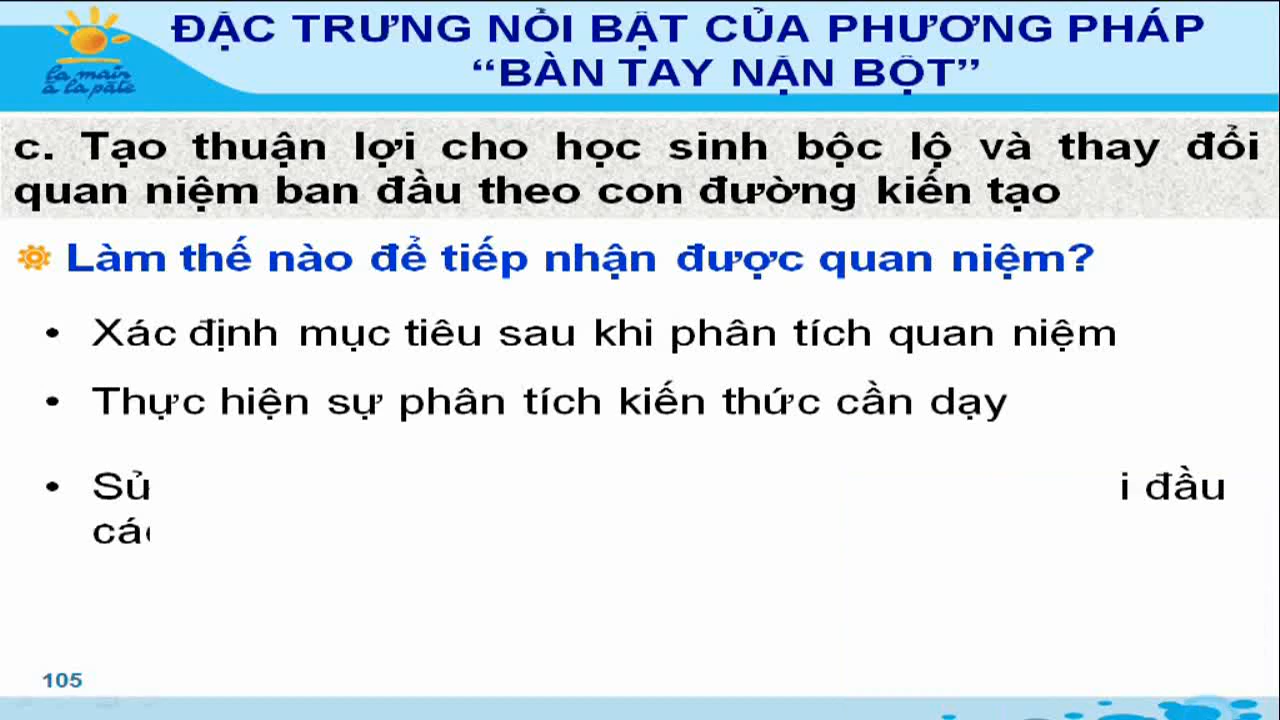 la main
à la pâte
ĐẶC TRƯNG NỔI BẬT CỦA PHƯƠNG PHÁP
“BÀN TAY NẶN BỘT”
c. Tạo thuận lợi cho học sinh bộc lộ và thay đổi
quan niệm ban đầu theo con đường kiến tạo
Làm thế nào để tiếp nhận được quan niệm?
• Xác định mục tiêu sau khi phân tích quan niệm
• Thực hiện sự phân tích kiến thức cần dạy
• đầu
105